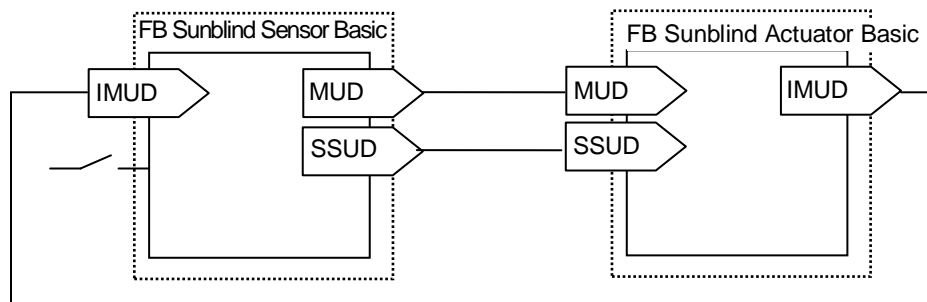 FB Sunblind Sensor Basic
FB Sunblind Actuator Basic
IMUD
MUD
MUD
IMUD
SSUD
SSUD